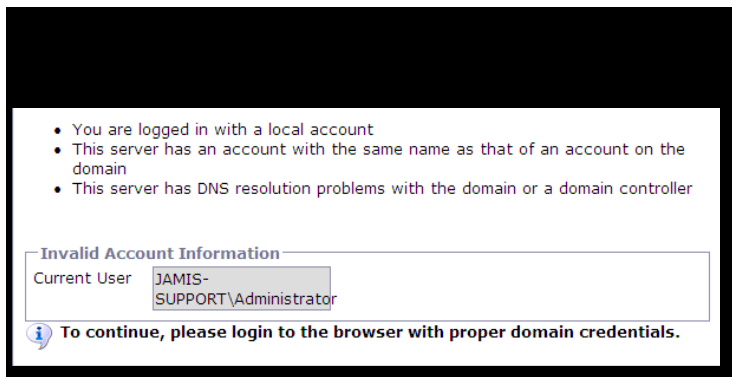 • You are logged in with a local account
• This server has an account with the same name as that of an account on the
domain
• This server has DNS resolution problems with the domain or a domain controller
Invalid Account Information
Current User JAMIS-
SUPPORT\Administrator
To continue, please login to the browser with proper domain credentials.